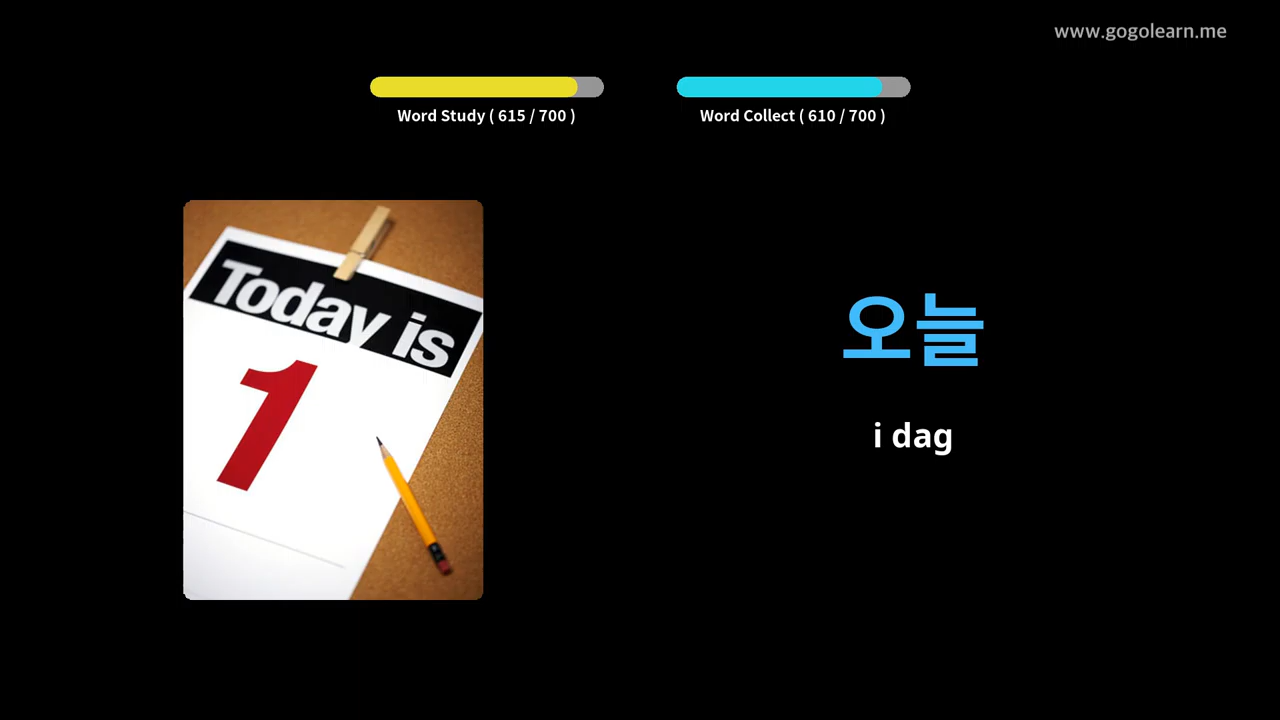 www.gogolearn.me
Word Study ( 615 / 700 )
Word Collect ( 610 / 700 )
Today is
1
오늘
i dag